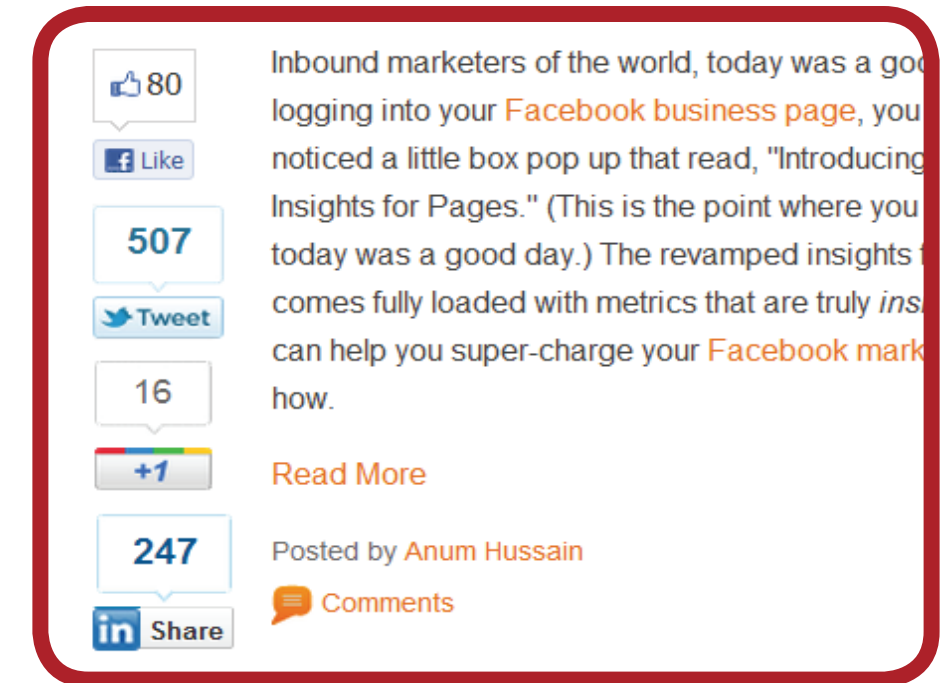 80
Like
507
Tweet
16
+1
247
in Share
Inbound marketers of the world, today was a
logging into your Facebook business page, you
noticed a little box pop up that read, "Introducing
Insights for Pages." (This is the point where you
today was a good day.) The revamped insights
comes fully loaded with metrics that are truly
can help you super-charge your Facebook
how.
Read More
Posted by Anum Hussain
Comments